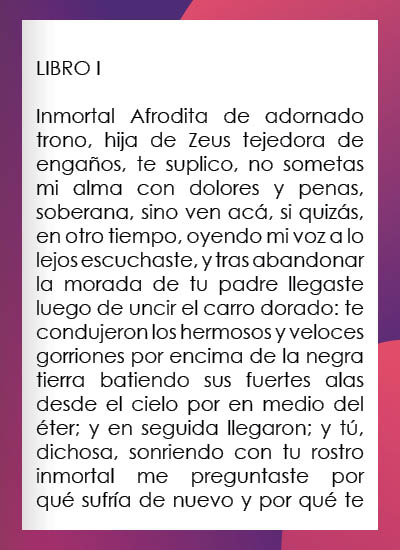 LIBRO I
Inmortal Afrodita de adornado
trono, hija de Zeus tejedora de
engaños, te suplico, no sometas
mi alma con dolores y penas,
soberana, sino ven acá, si quizás,
en otro tiempo, oyendo mi voz a lo
lejos escuchaste, y tras abandonar
la morada de tu padre llegaste
luego de uncir el carro dorado: te
condujeron los hermosos y veloces
gorriones por encima de la negra
tierra batiendo sus fuertes alas
desde el cielo por en medio del
éter; y en seguida llegaron; y tú,
dichosa, sonriendo con tu rostro
inmortal me preguntaste por
qué sufría de nuevo y por qué te